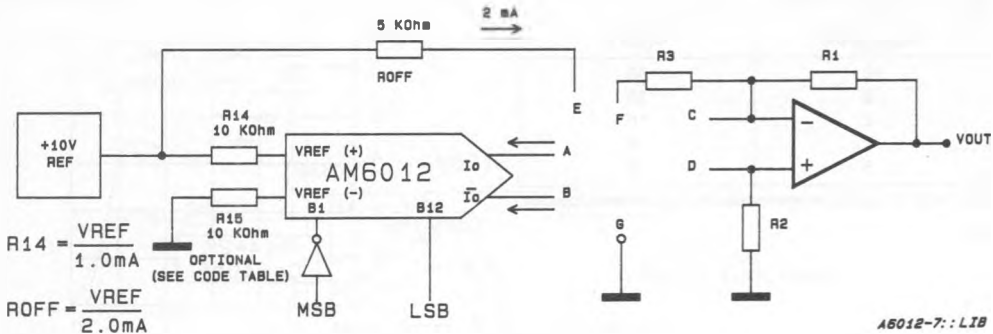 5 KOhm
2 mA
ROFF
E
+10V
REF
R14
10 KOhm
VREF (+)
AM6012
Io
A
VREF (-)
Io
B
B1
B12
R15
10 KOhm
OPTIONAL
(SEE CODE TABLE)
MSB
LSB
R14 = VREF
1.0mA
ROFF = VREF
2.0mA
R3
R1
F
C
-
VOUT
D
+
R2
G
A6012-7::LIB